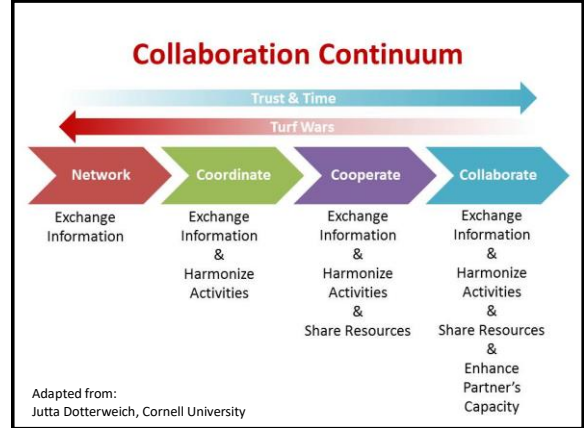 Collaboration Continuum
Trust & Time
Turf Wars
Network
Coordinate
Cooperate
Collaborate
Exchange
Information
Exchange
Information
&
Harmonize
Activities
Exchange
Information
&
Harmonize
Activities
&
Share Resources
Exchange
Information
&
Harmonize
Activities
&
Share Resources
&
Enhance
Partner's
Capacity
Adapted from:
Jutta Dotterweich, Cornell University